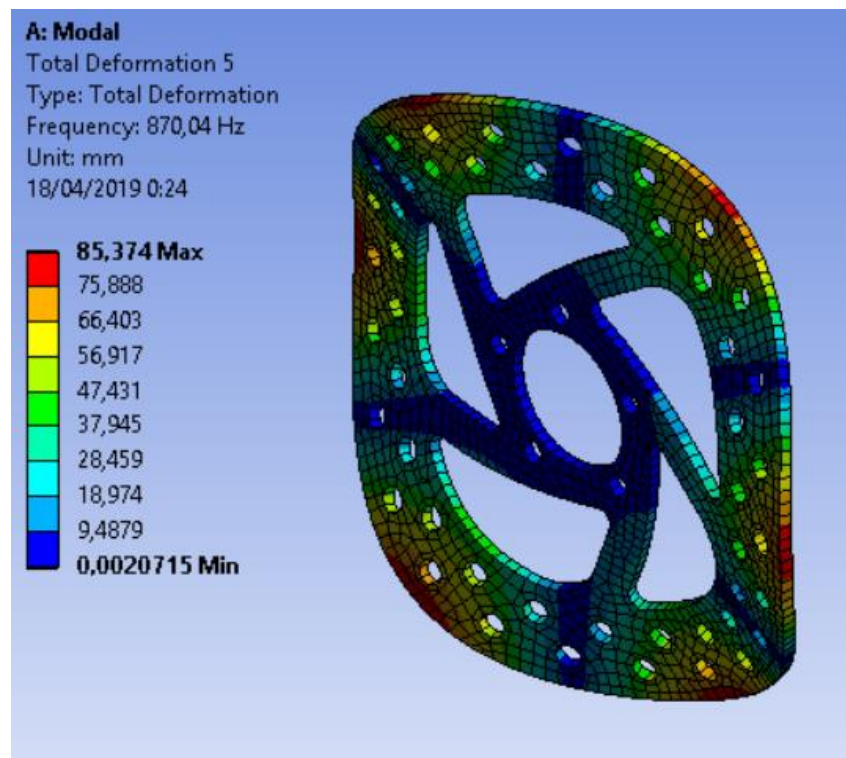 A: Modal
Total Deformation 5
Type: Total Deformation
Frequency: 870,04 Hz
Unit: mm
18/04/2019 0:24
85,374 Max
75,888
66,403
56,917
47,431
37,945
28,459
18,974
9,4879
0,0020715 Min